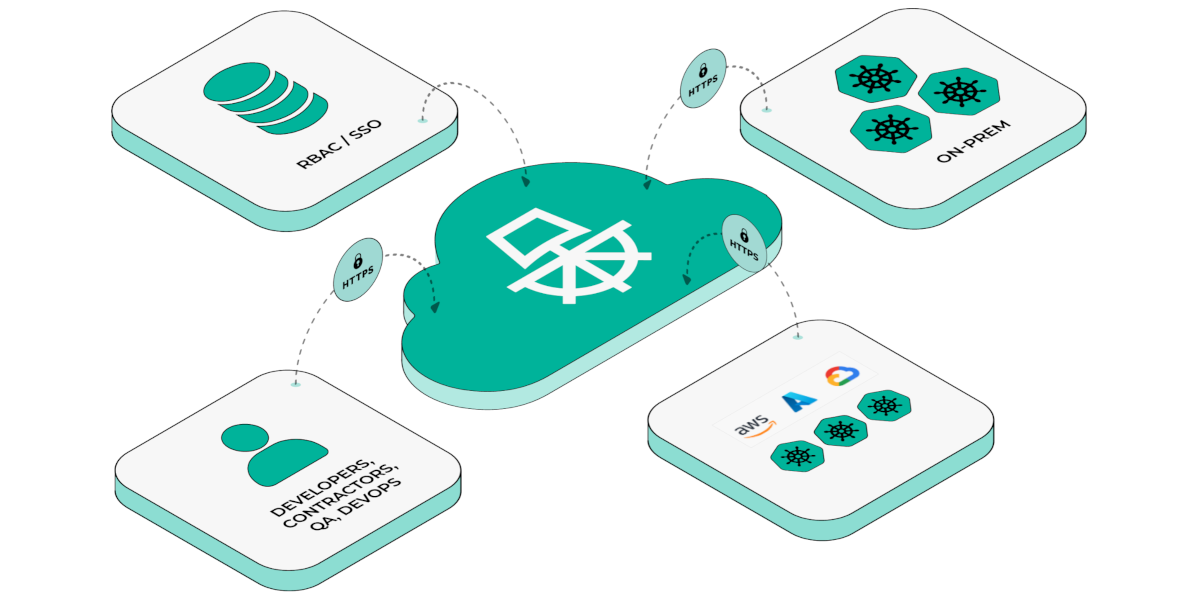 RBAC / SSO
HTTPS
ON-PREM
HTTPS
HTTPS
aws
DEVELOPERS,
CONTRACTORS,
QA, DEVOPS